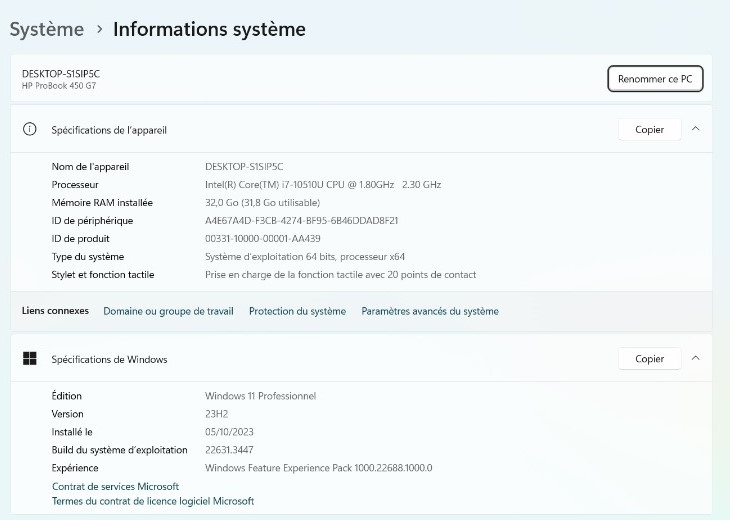 Système > Informations système
DESKTOP-S1SIP5C
HP ProBook 450 G7
Renommer ce PC
Spécifications de l'appareil
Copier
Nom de l'appareil DESKTOP-S1SIP5C
Processeur Intel(R) Core(TM) i7-10510U CPU @ 1.80GHz 2.30 GHz
Mémoire RAM installée 32,0 Go (31,8 Go utilisable)
ID de périphérique A4E67A4D-F3CB-4274-BF95-6B46DDAD8F21
ID de produit 00331-10000-00001-AA439
Type du système Système d'exploitation 64 bits, processeur x64
Stylet et fonction tactile Prise en charge de la fonction tactile avec 20 points de contact
Liens connexes Domaine ou groupe de travail Protection du système Paramètres avancés du système
Spécifications de Windows
Copier
Édition Windows 11 Professionnel
Version 23H2
Installé le 05/10/2023
Build du système d'exploitation 22631.3447
Expérience Windows Feature Experience Pack 1000.22688.1000.0
Contrat de services Microsoft
Termes du contrat de licence logiciel Microsoft